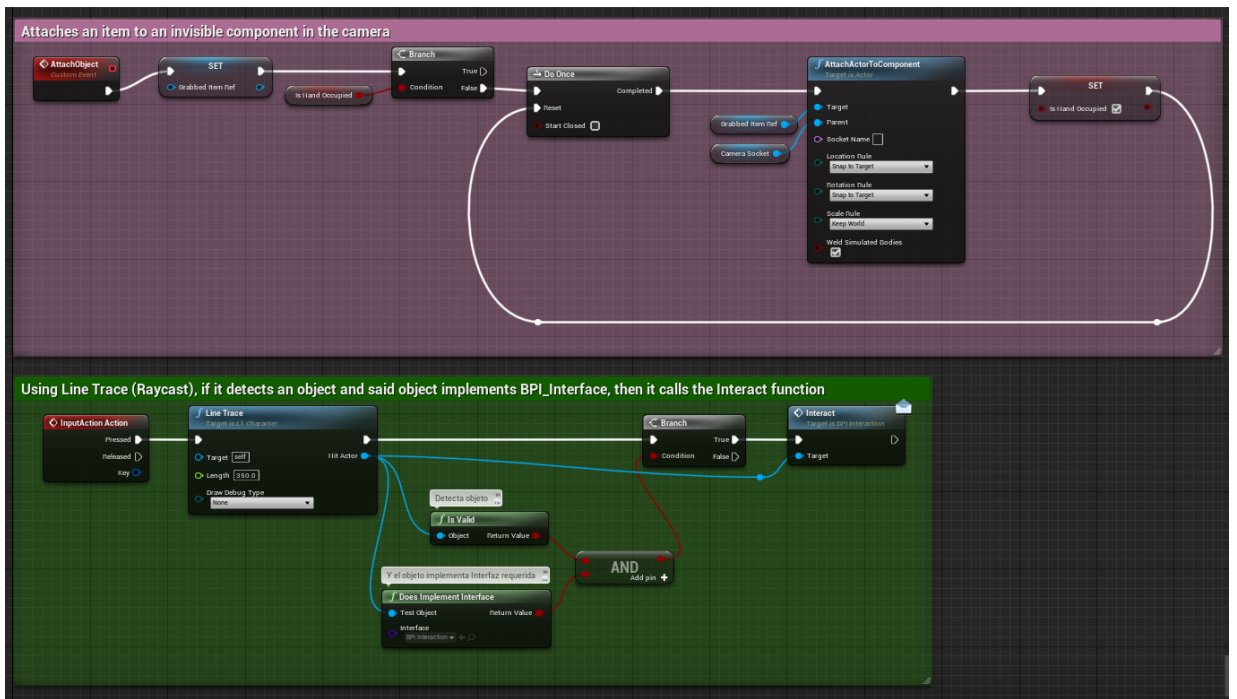 Attaches an item to an invisible component in the camera
AttachObject
Custom Event
SET
Grabbed Item Ref
Is Hand Occupied
Branch
True
Condition
False
Do Once
Completed
Reset
Start Closed
Grabbed Item Ref
Camera Socket
AttachActorToComponent
Target is Actor
Target
Parent
Socket Name
Location Rule
Snap to Target
Rotation Rule
Snap to Target
Scale Rule
Keep World
Weld Simulated Bodies
SET
Is Hand Occupied
Using Line Trace (Raycast), if it detects an object and said object implements BPI_Interface, then it calls the Interact function
InputAction Action
Pressed
Released
Key
Line Trace
Target is L1 Character
Target self
Hit Actor
Length 350.0
Draw Debug Type
None
Detecta objeto
Is Valid
Object Return Value
Y el objeto implementa Interfaz requerida
Does Implement Interface
Test Object Return Value
Interface
BPI Interaction
AND
Add pin
Branch
True
Condition
False
Interact
Target is BPI Interaction
Target